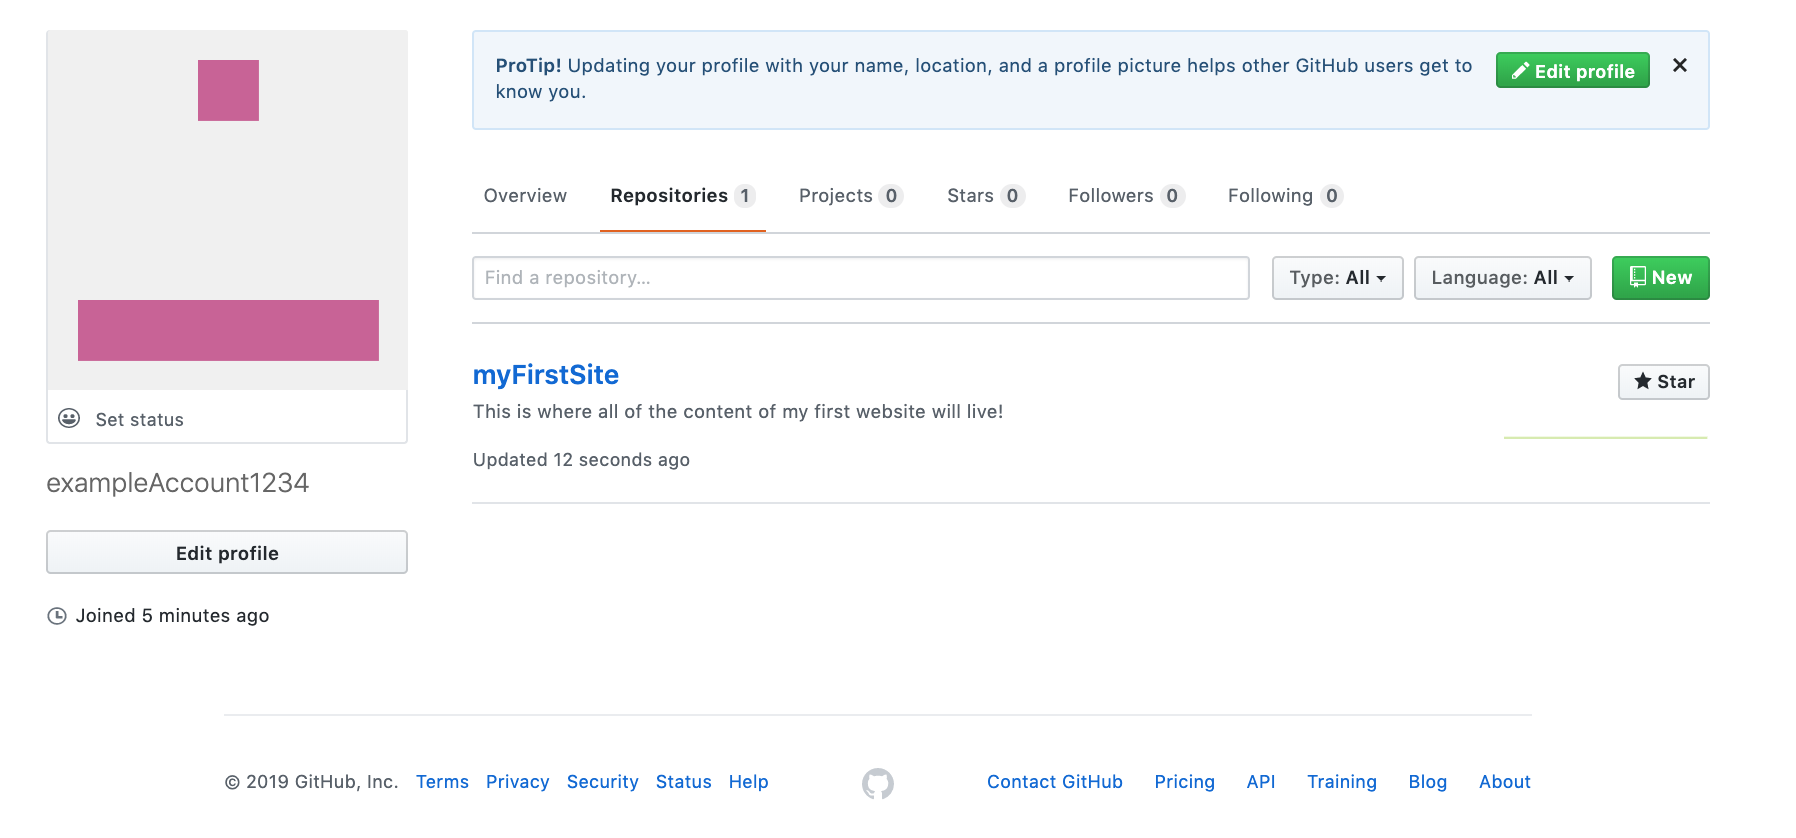 ProTip! Updating your profile with your name, location, and a profile picture helps other GitHub users get to
know you.
Edit profile
Overview Repositories 1 Projects 0 Stars 0 Followers 0 Following 0
Find a repository...
Type: All Language: All New
myFirstSite
Star
This is where all of the content of my first website will live!
Updated 12 seconds ago
Set status
exampleAccount1234
Edit profile
Joined 5 minutes ago
© 2019 GitHub, Inc. Terms Privacy Security Status Help Contact GitHub Pricing API Training Blog About